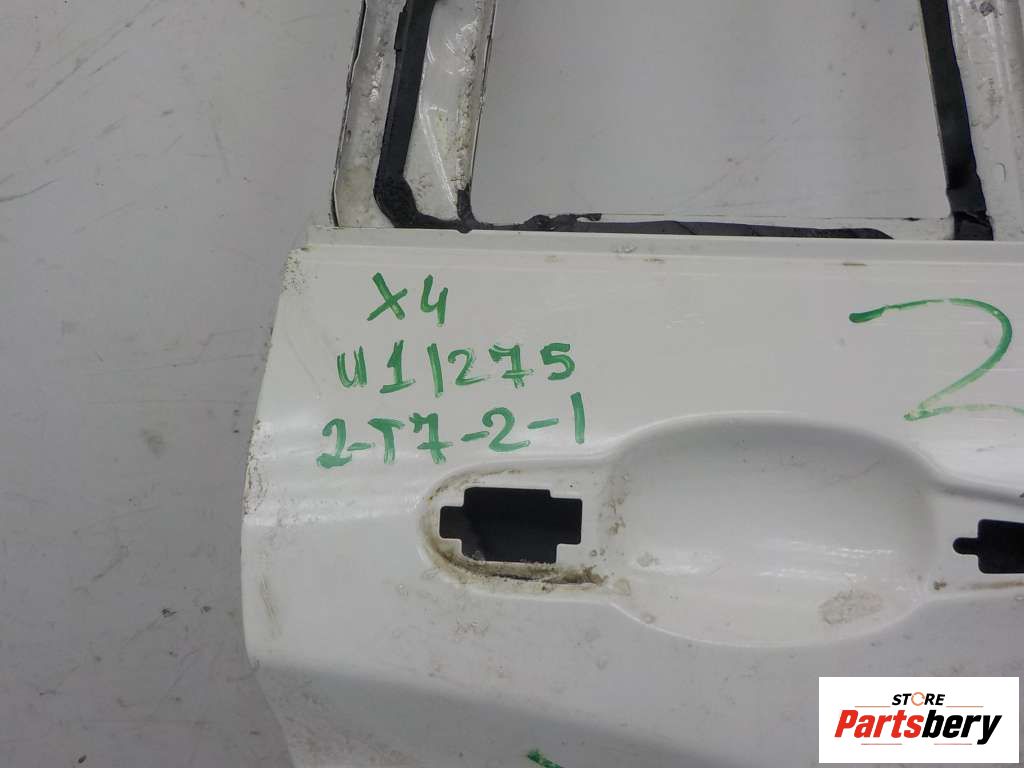 X4
2
U1/275
2-T7-2-1
STORE
Partsbery